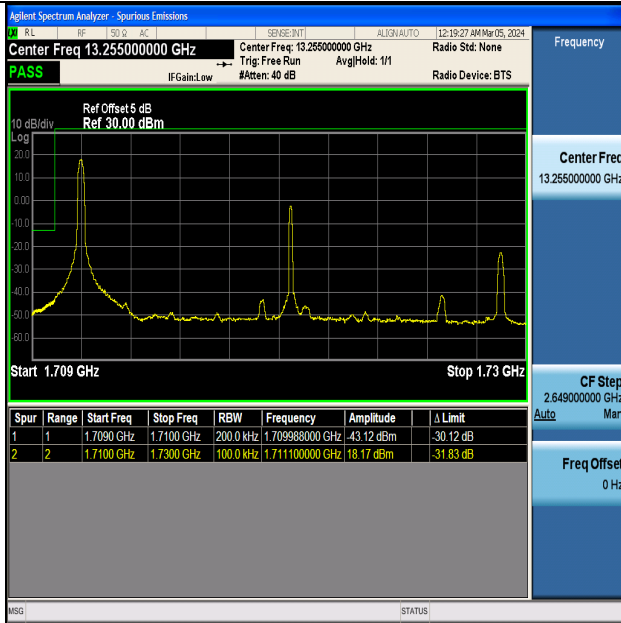 Agilent Spectrum Analyzer - Spurious Emissions
RL RF 50 Ω AC SENSE:INT ALIGN AUTO 12:19:27 AM Mar 05, 2024
Center Freq 13.255000000 GHz
Center Freq: 13.255000000 GHz
Radio Std: None
Trig: Free Run Avg|Hold: 1/1
PASS
IFGain:Low
#Atten: 40 dB
Radio Device: BTS
Ref Offset 5 dB
10 dB/div Ref 30.00 dBm
Log
20.0
10.0
0.00
-10.0
-20.0
-30.0
-40.0
-50.0
-60.0
Start 1.709 GHz Stop 1.73 GHz
Spur Range Start Freq Stop Freq RBW Frequency Amplitude Δ Limit
1 1 1.7090 GHz 1.7100 GHz 200.0 kHz 1.709988000 GHz -43.12 dBm -30.12 dB
2 2 1.7100 GHz 1.7300 GHz 100.0 kHz 1.711100000 GHz 18.17 dBm -31.83 dB
Frequency
Center Freq
13.255000000 GHz
CF Step
2.649000000 GHz
Auto Man
Freq Offset
0 Hz
MSG STATUS